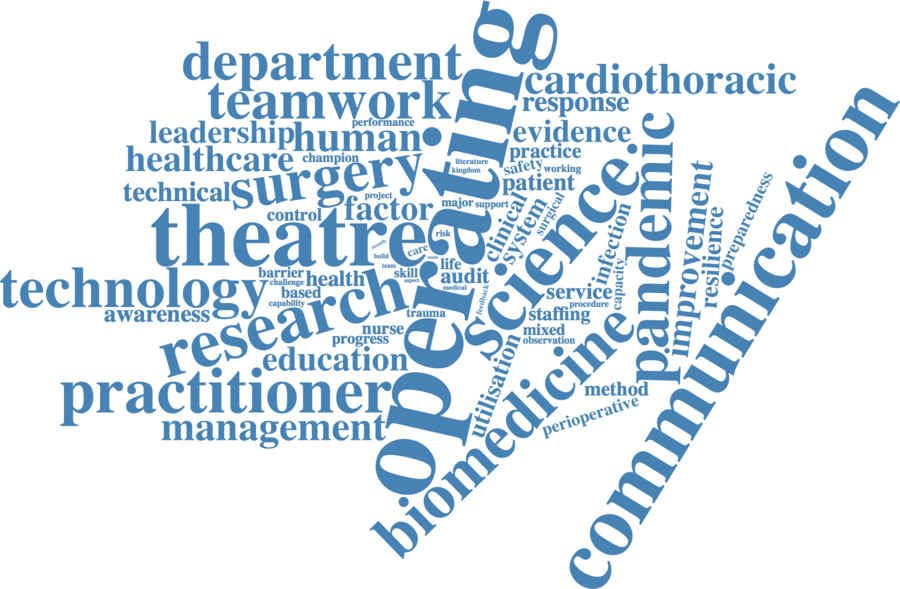 operating
department
cardiothoracic
teamwork
response
communication
performance
leadership
human
evidence
pandemic
healthcare
champion
surgery
literature
kingdom
practice
safety
working
technical
project
patient
science
control
factor
major
support
clinical
system
surgical
theatre
risk
infection
improvement
resilience
preparedness
build
care
team
technology
barrier
challenge
health
skill
aspect
life
audit
medical
capacity
based
capability
feedback
service
procedure
awareness
research
trauma
staffing
nurse
progress
mixed
observation
education
utilisation
biomedicine
practitioner
method
perioperative
management